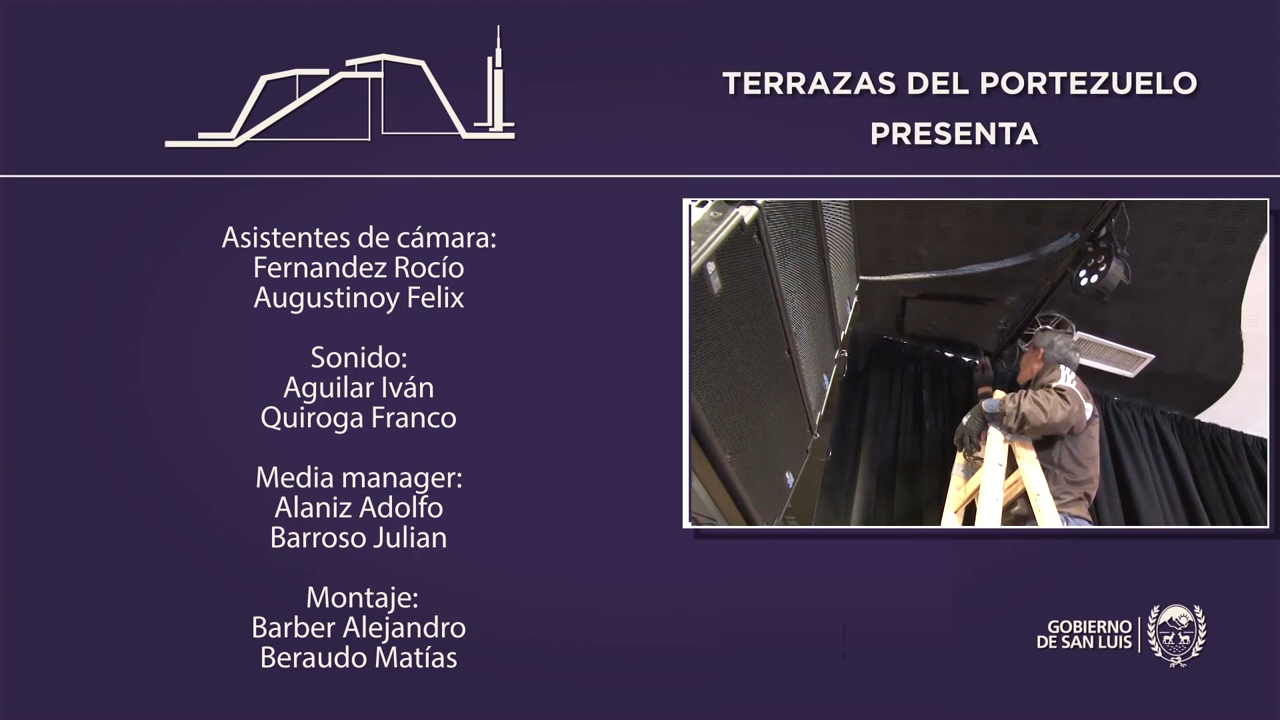 TERRAZAS DEL PORTEZUELO
PRESENTA
Asistentes de cámara:
Fernandez Rocío
Augustinoy Felix
Sonido:
Aguilar Iván
Quiroga Franco
Media manager:
Alaniz Adolfo
Barroso Julian
Montaje:
Barber Alejandro
Beraudo Matías
GOBIERNO
DE SAN LUIS